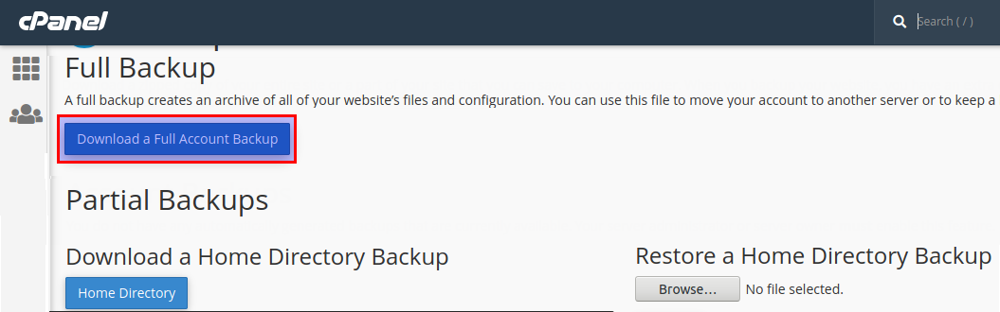 cPanel
Search ( / )
Full Backup
A full backup creates an archive of all of your website's files and configuration. You can use this file to move your account to another server or to keep a
Download a Full Account Backup
Partial Backups
Download a Home Directory Backup
Home Directory
Restore a Home Directory Backup
Browse... No file selected.